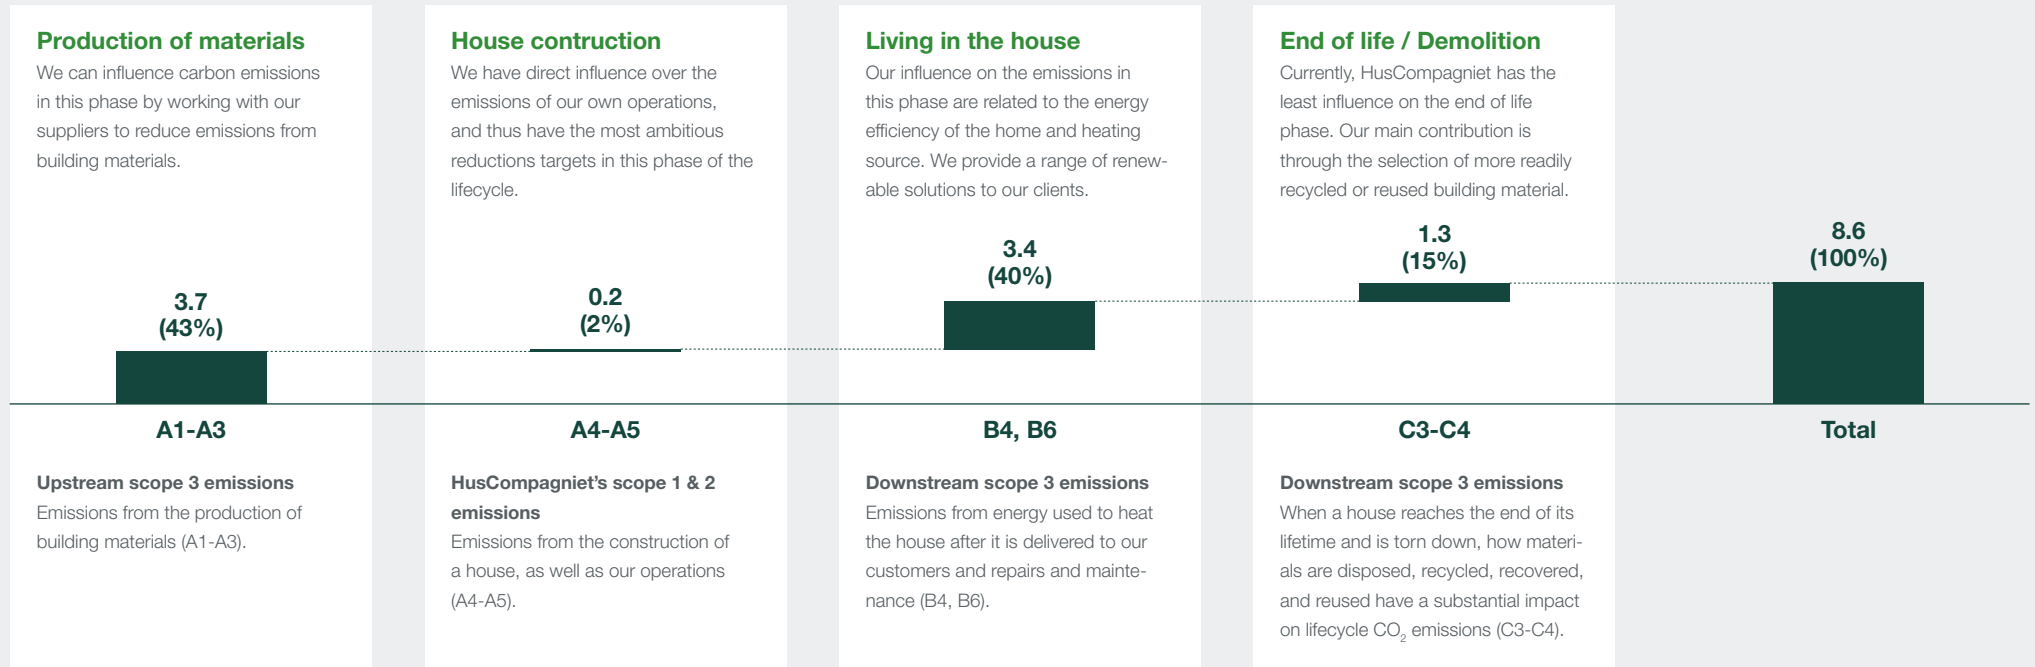 Production of materials
We can influence carbon emissions
in this phase by working with our
suppliers to reduce emissions from
building materials.
House contruction
We have direct influence over the
emissions of our own operations,
and thus have the most ambitious
reductions targets in this phase of the
lifecycle.
Living in the house
Our influence on the emissions in
this phase are related to the energy
efficiency of the home and heating
source. We provide a range of renew-
able solutions to our clients.
End of life / Demolition
Currently, HusCompagniet has the
least influence on the end of life
phase. Our main contribution is
through the selection of more readily
recycled or reused building material.
3.7
(43%)
0.2
(2%)
3.4
(40%)
1.3
(15%)
8.6
(100%)
A1-A3
A4-A5
B4, B6
C3-C4
Total
Upstream scope 3 emissions
Emissions from the production of
building materials (A1-A3).
HusCompagniet’s scope 1 & 2
emissions
Emissions from the construction of
a house, as well as our operations
(A4-A5).
Downstream scope 3 emissions
Emissions from energy used to heat
the house after it is delivered to our
customers and repairs and mainte-
nance (B4, B6).
Downstream scope 3 emissions
When a house reaches the end of its
lifetime and is torn down, how materi-
als are disposed, recycled, recovered,
and reused have a substantial impact
on lifecycle CO₂ emissions (C3-C4).